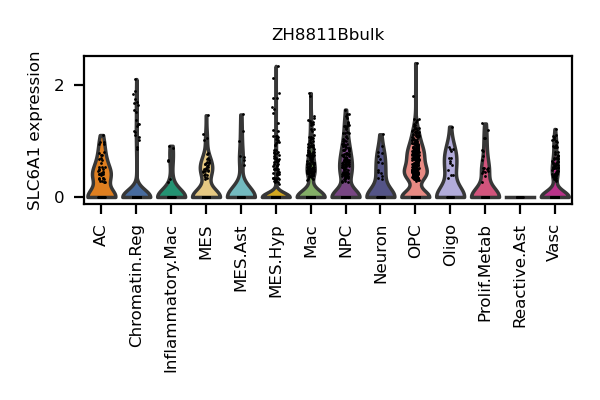 ZH8811Bbulk
SLC6A1 expression
2
0
AC
Chromatin.Reg
Inflammatory.Mac
MES
MES.Ast
MES.Hyp
Mac
NPC
Neuron
OPC
Oligo
Prolif.Metab
Reactive.Ast
Vasc